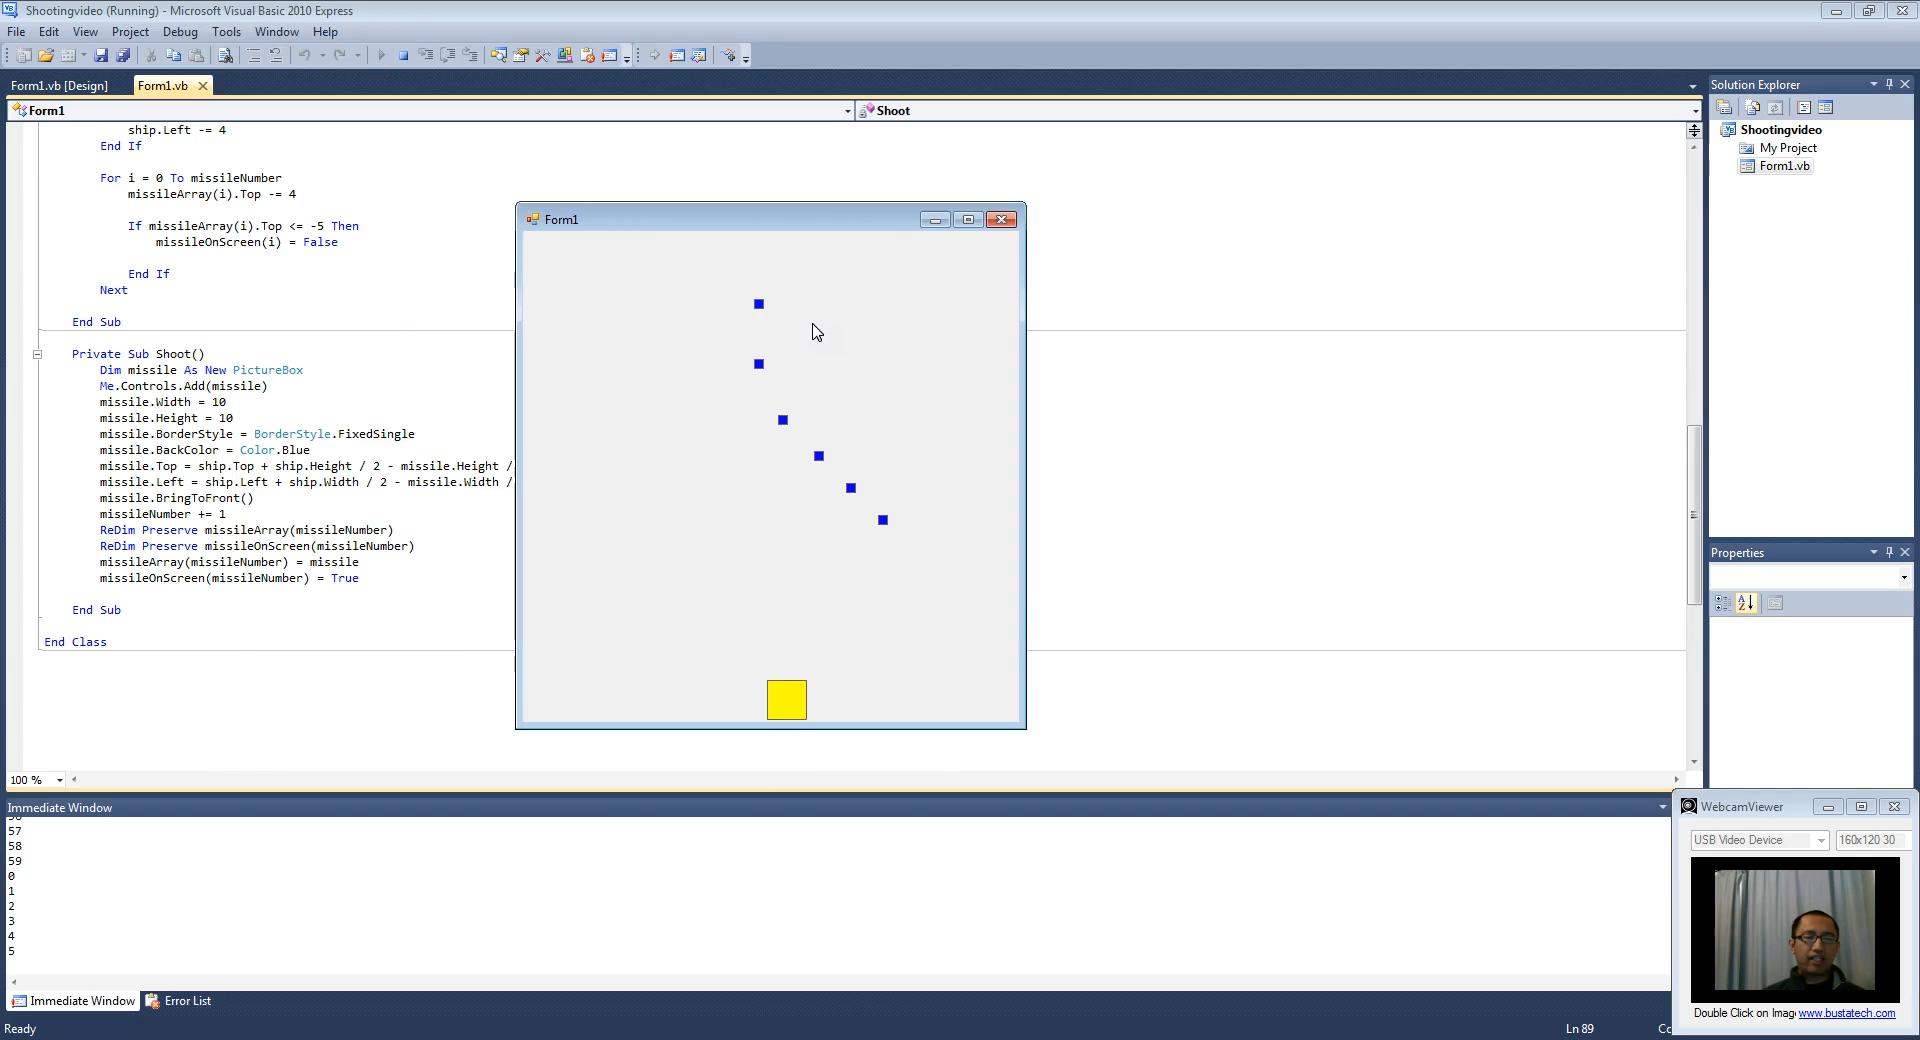 Shootingvideo (Running) - Microsoft Visual Basic 2010 Express
File Edit View Project Debug Tools Window Help
Form1.vb [Design] Form1.vb
Form1 Shoot
ship.Left -= 4
End If
For i = 0 To missileNumber
missileArray(i).Top -= 4
If missileArray(i).Top <= -5 Then
missileOnScreen(i) = False
End If
Next
End Sub
Private Sub Shoot()
Dim missile As New PictureBox
Me.Controls.Add(missile)
missile.Width = 10
missile.Height = 10
missile.BorderStyle = BorderStyle.FixedSingle
missile.BackColor = Color.Blue
missile.Top = ship.Top + ship.Height / 2 - missile.Height /
missile.Left = ship.Left + ship.Width / 2 - missile.Width /
missile.BringToFront()
missileNumber += 1
ReDim Preserve missileArray(missileNumber)
ReDim Preserve missileOnScreen(missileNumber)
missileArray(missileNumber) = missile
missileOnScreen(missileNumber) = True
End Sub
End Class
Form1
100 %
Solution Explorer
Shootingvideo
My Project
Form1.vb
Properties
Immediate Window
57
58
59
0
1
2
3
4
5
Immediate Window Error List
Ready Ln 89
WebcamViewer
USB Video Device 160x120 30
Double Click on Imag www.bustatech.com